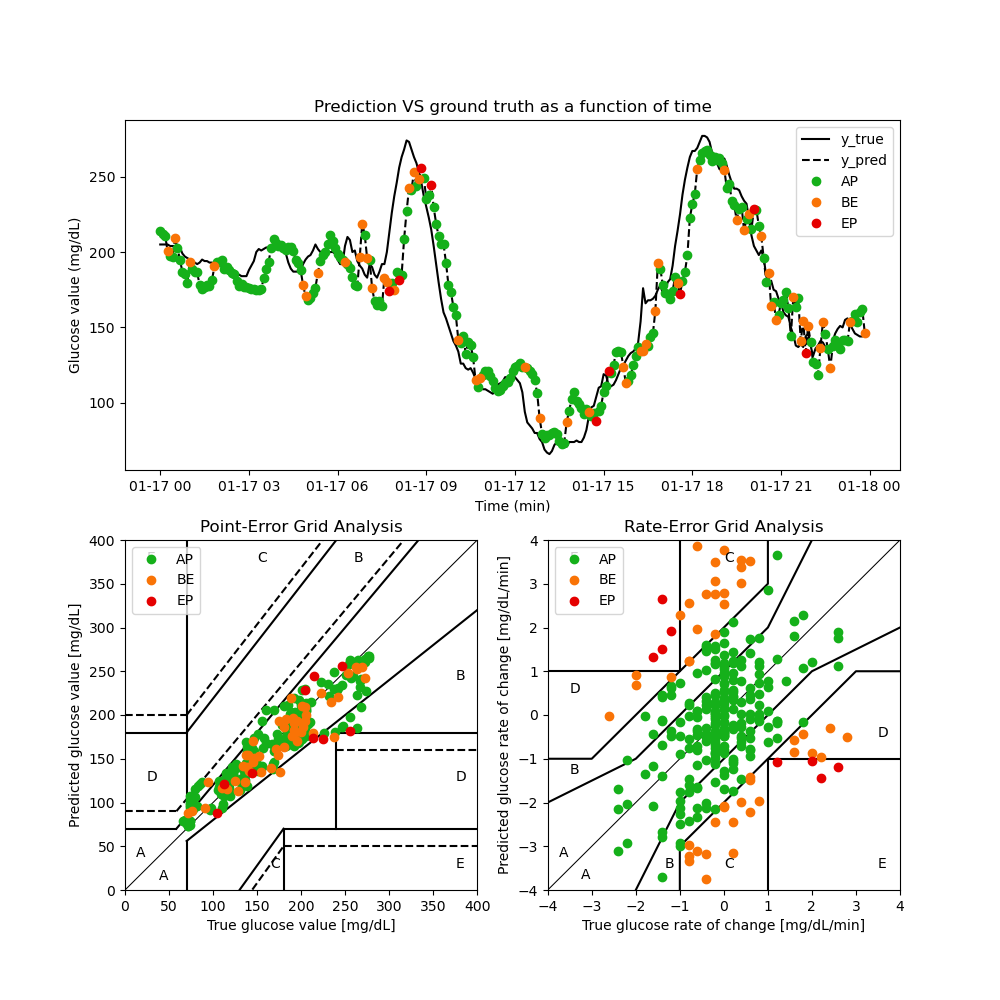 Prediction VS ground truth as a function of time
Glucose value (mg/dL)
250
200
150
100
y_true
y_pred
AP
BE
EP
01-17 00 01-17 03 01-17 06 01-17 09 01-17 12 01-17 15 01-17 18 01-17 21 01-18 00
Time (min)
Point-Error Grid Analysis
Predicted glucose value [mg/dL]
400
350
300
250
200
150
100
50
0
AP
BE
EP
C
B
B
D
D
A
A
C
E
0 50 100 150 200 250 300 350 400
True glucose value [mg/dL]
Rate-Error Grid Analysis
Predicted glucose rate of change [mg/dL/min]
4
3
2
1
0
−1
−2
−3
−4
AP
BE
EP
C
D
D
B
A
A
B
C
E
−4 −3 −2 −1 0 1 2 3 4
True glucose rate of change [mg/dL/min]